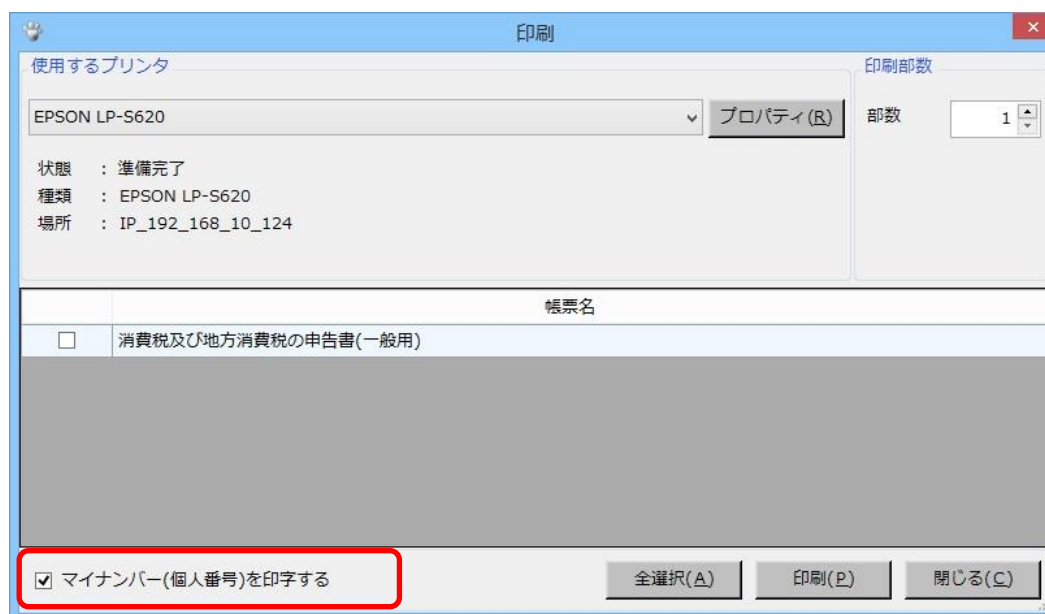 印刷
使用するプリンタ
印刷部数
EPSON LP-S620
プロパティ(R)
部数
1
状態 : 準備完了
種類 : EPSON LP-S620
場所 : IP_192_168_10_124
帳票名
消費税及び地方消費税の申告書(一般用)
マイナンバー(個人番号)を印字する
全選択(A)
印刷(P)
閉じる(C)